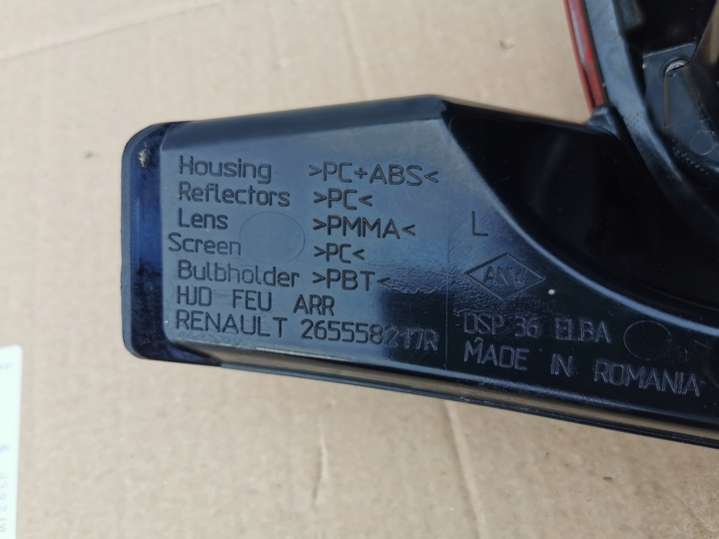 Housing >PC+ABS<
Reflectors >PC<
Lens >PMMA<
Screen >PC<
Bulbholder >PBT<
HJD FEU ARR
RENAULT 265558217R
L
DSP 36 ELBA
MADE IN ROMANIA